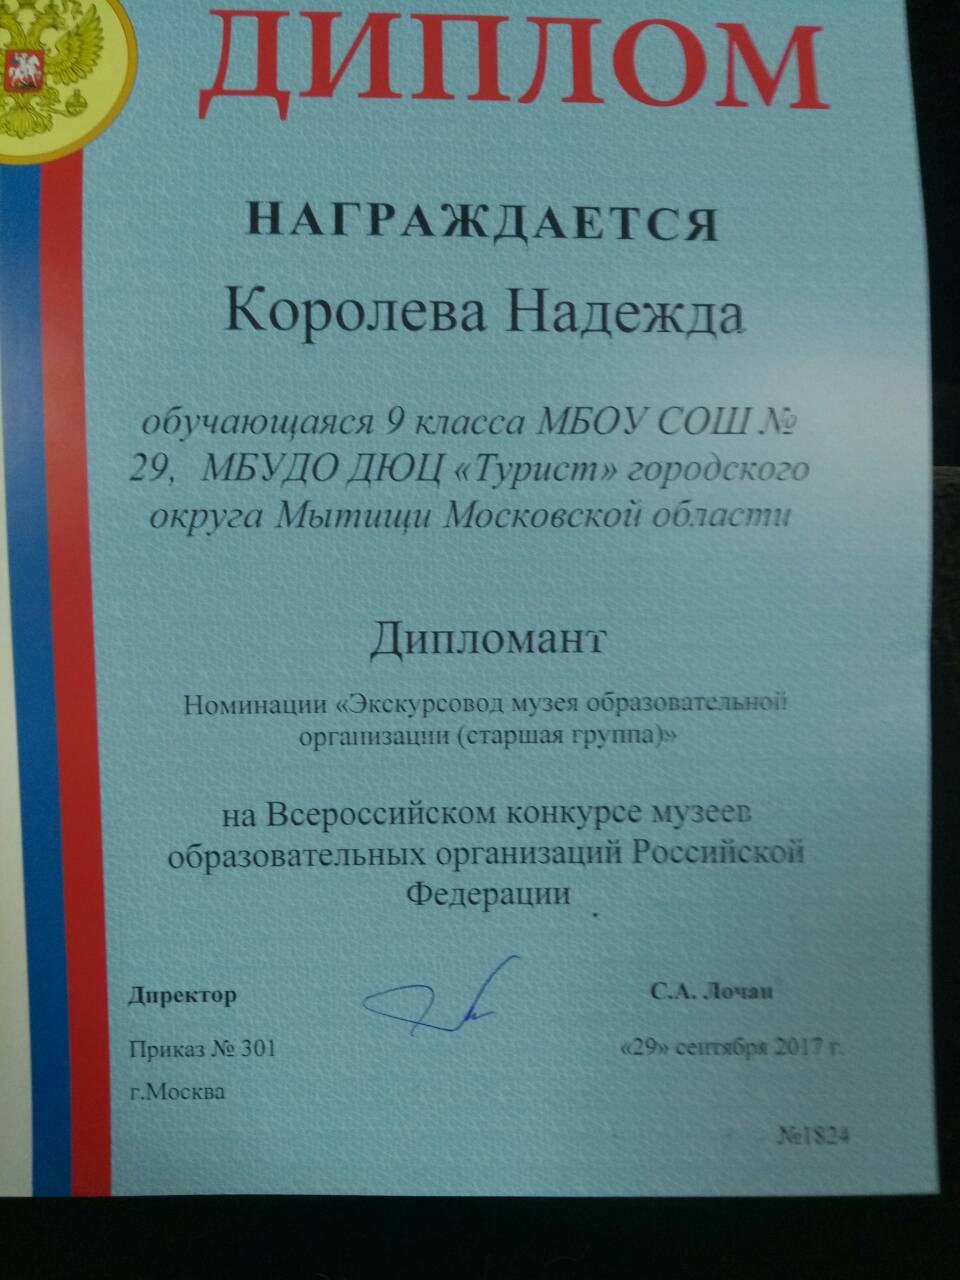 ДИПЛОМ
НАГРАЖДАЕТСЯ
Королева Надежда
обучающаяся 9 класса МБОУ СОШ №
29, МБУДО ДЮЦ «Турист» городского
округа Мытищи Московской области
Дипломант
Номинации «Экскурсовод музея образовательной
организации (старшая группа)»
на Всероссийском конкурсе музеев
образовательных организаций Российской
Федерации
Директор С.А. Лочан
Приказ № 301 «29» сентября 2017 г.
г.Москва
№1824